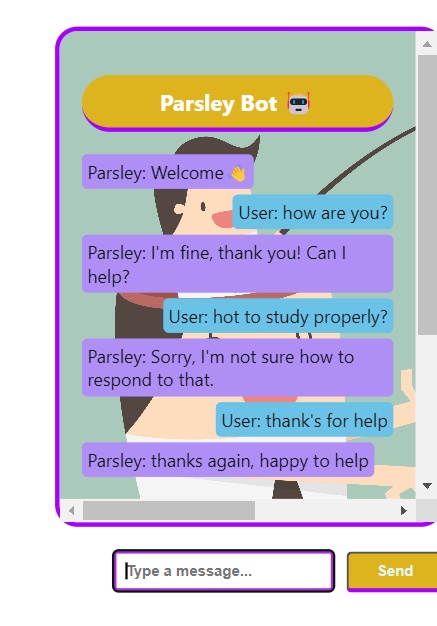 Parsley Bot 🤖
Parsley: Welcome 👋
User: how are you?
Parsley: I'm fine, thank you! Can I
help?
User: hot to study properly?
Parsley: Sorry, I'm not sure how to
respond to that.
User: thank's for help
Parsley: thanks again, happy to help
Type a message...
Send